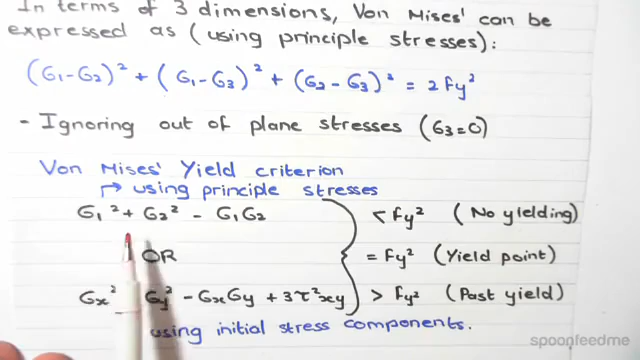 In terms of 3 dimensions, Von Mises' can be
expressed as (using principle stresses):
(σ1-σ2)² + (σ1-σ3)² + (σ2-σ3)² = 2fy²
- Ignoring out of plane stresses (σ3=0)
Von Mises' Yield criterion
↱ using principle stresses
σ1² + σ2² - σ1σ2 < fy² (No yielding)
OR = fy² (Yield point)
σx² σy² - σxσy + 3τ²xy > fy² (Past yield)
using initial stress components.
spoonfeedme